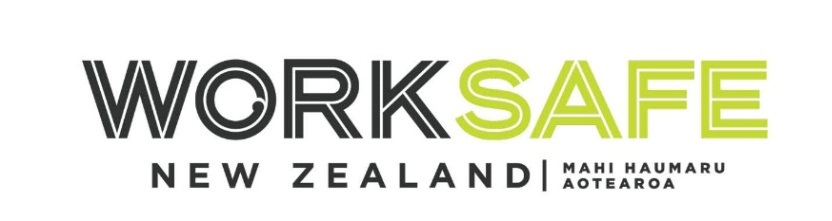 WORKSAFE
NEW ZEALAND | MAHI HAUMARU
AOTEAROA